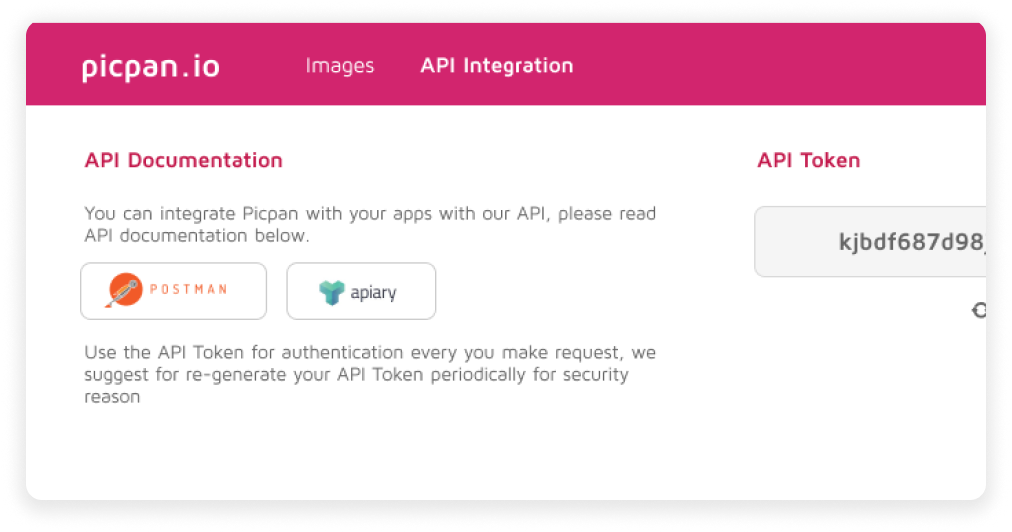 picpan.io Images API Integration
API Documentation
You can integrate Picpan with your apps with our API, please read
API documentation below.
POSTMAN apiary
Use the API Token for authentication every you make request, we
suggest for re-generate your API Token periodically for security
reason
API Token
kjbdf687d98